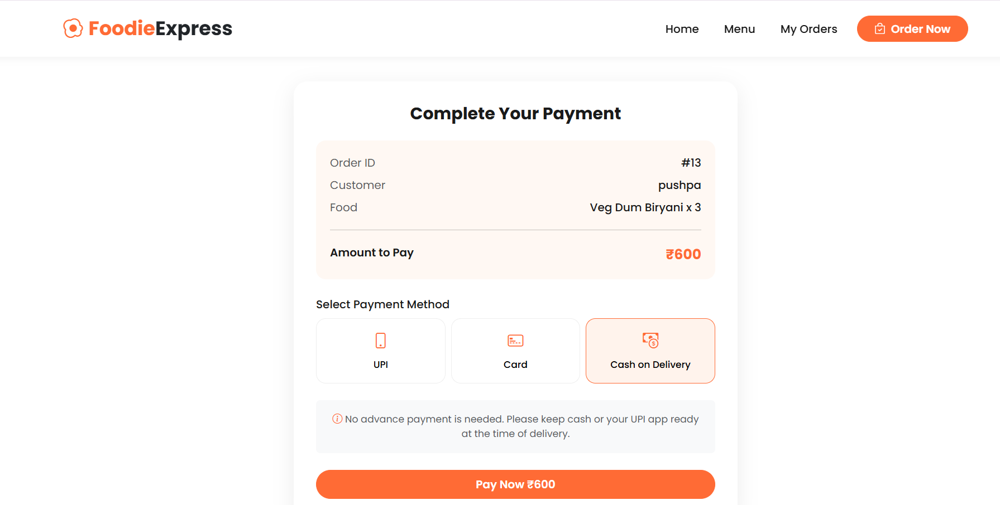 FoodieExpress
Home Menu My Orders Order Now
Complete Your Payment
Order ID #13
Customer pushpa
Food Veg Dum Biryani x 3
Amount to Pay ₹600
Select Payment Method
UPI Card Cash on Delivery
No advance payment is needed. Please keep cash or your UPI app ready
at the time of delivery.
Pay Now ₹600